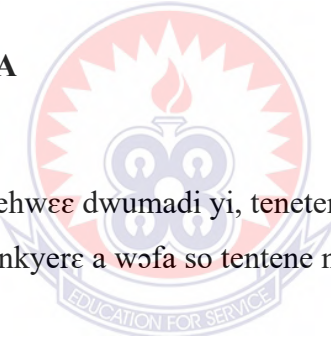 A
ehwɛɛ dwumadi yi, teneten
nkyerɛ a wɔfa so tentene n
EDUCATION FOR SERVICE